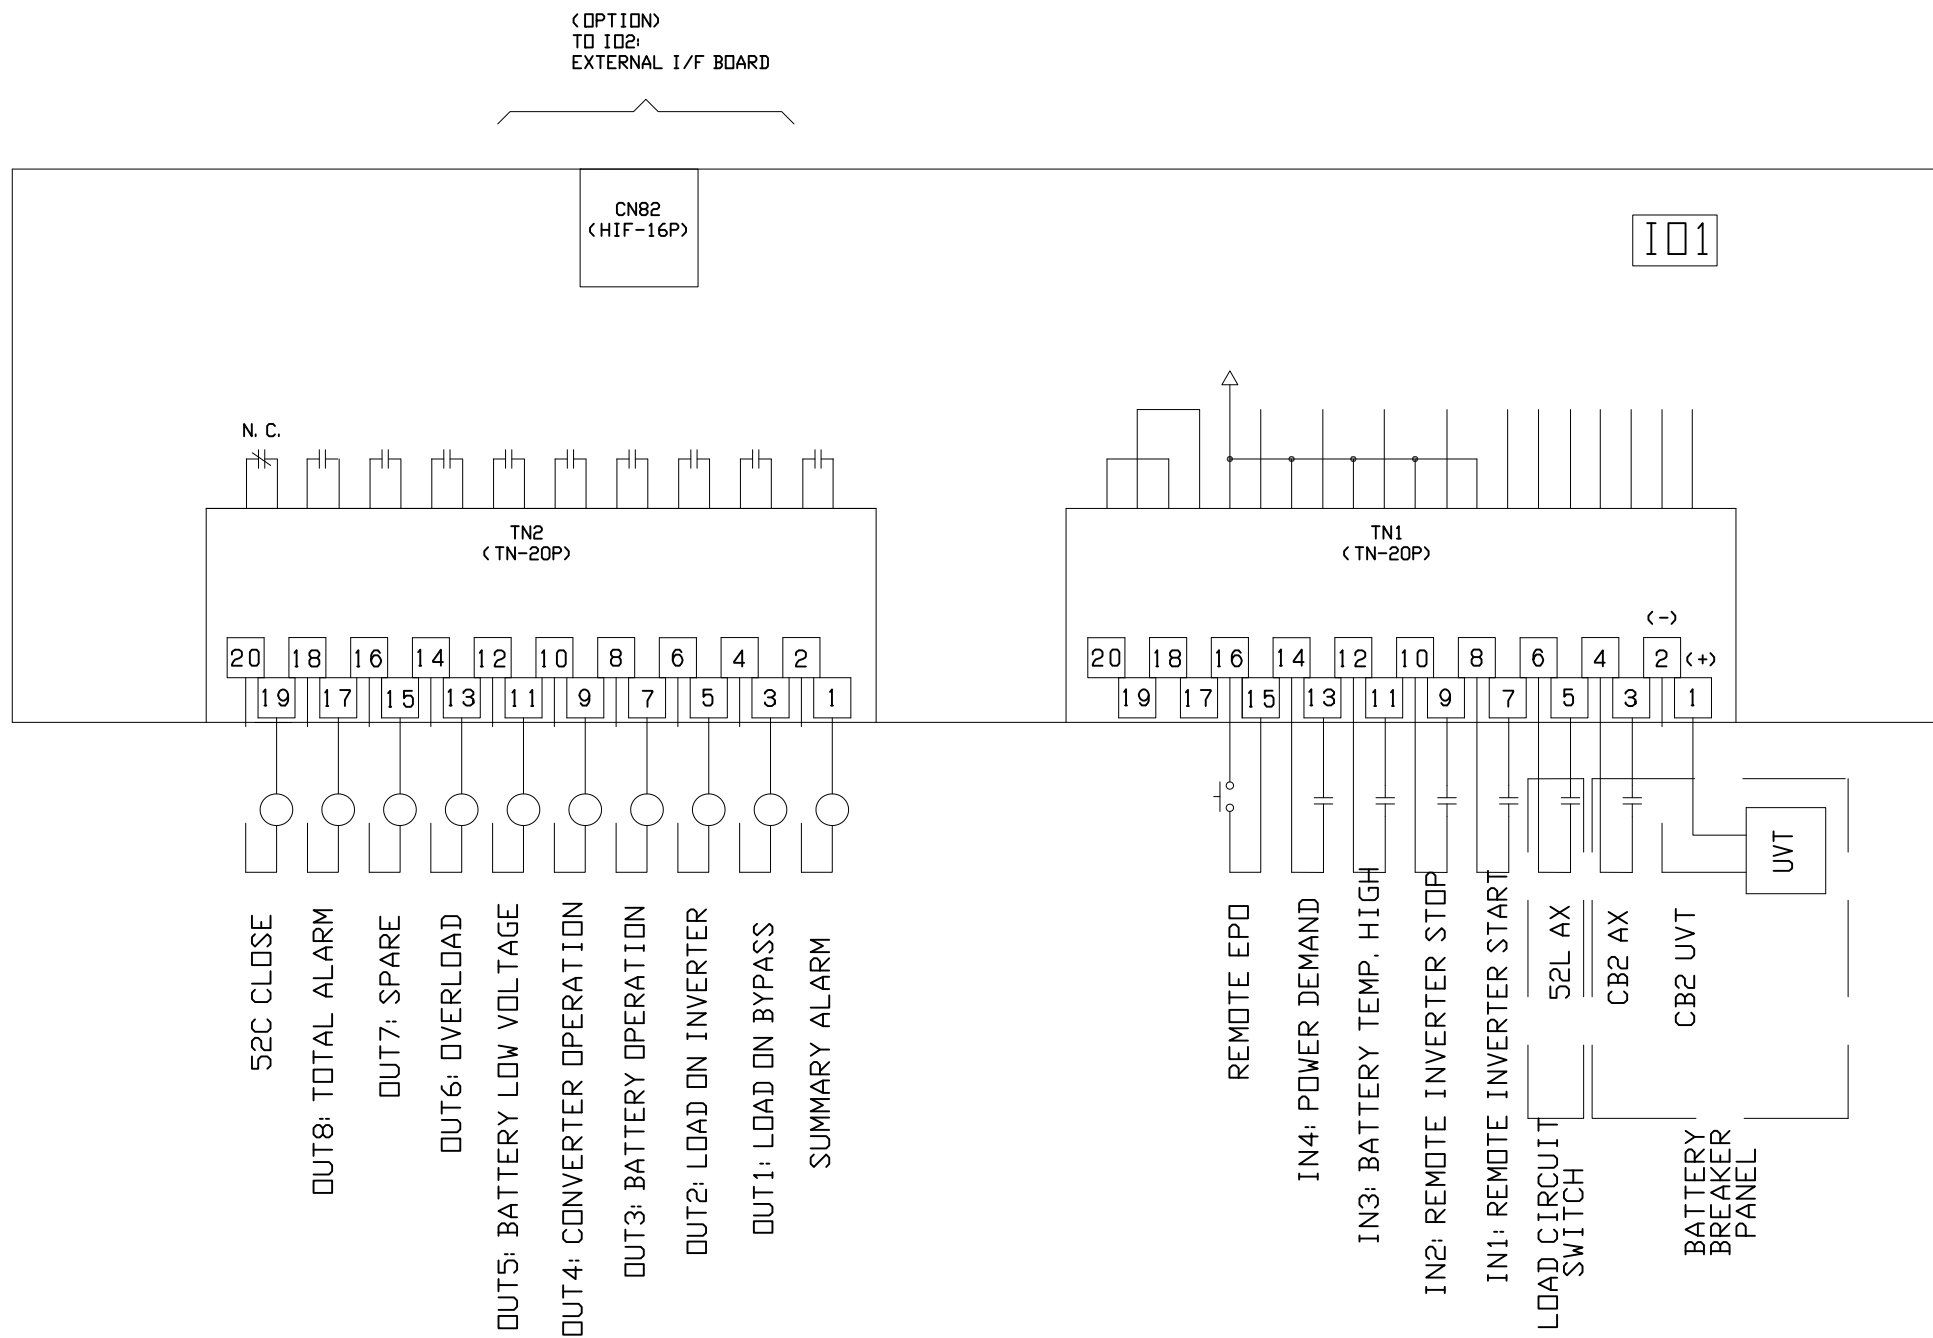 (OPTION)
TO IO2:
EXTERNAL I/F BOARD
CN82
(HIF-16P)
IO1
N. C.
TN2
(TN-20P)
TN1
(TN-20P)
(-)
(+)
20 18 16 14 12 10 8 6 4 2
19 17 15 13 11 9 7 5 3 1
20 18 16 14 12 10 8 6 4 2
19 17 15 13 11 9 7 5 3 1
UVT
52C CLOSE
OUT8: TOTAL ALARM
OUT7: SPARE
OUT6: OVERLOAD
OUT5: BATTERY LOW VOLTAGE
OUT4: CONVERTER OPERATION
OUT3: BATTERY OPERATION
OUT2: LOAD ON INVERTER
OUT1: LOAD ON BYPASS
SUMMARY ALARM
REMOTE EPO
IN4: POWER DEMAND
IN3: BATTERY TEMP. HIGH
IN2: REMOTE INVERTER STOP
IN1: REMOTE INVERTER START
52L AX
CB2 AX
CB2 UVT
LOAD CIRCUIT
SWITCH
BATTERY
BREAKER
PANEL